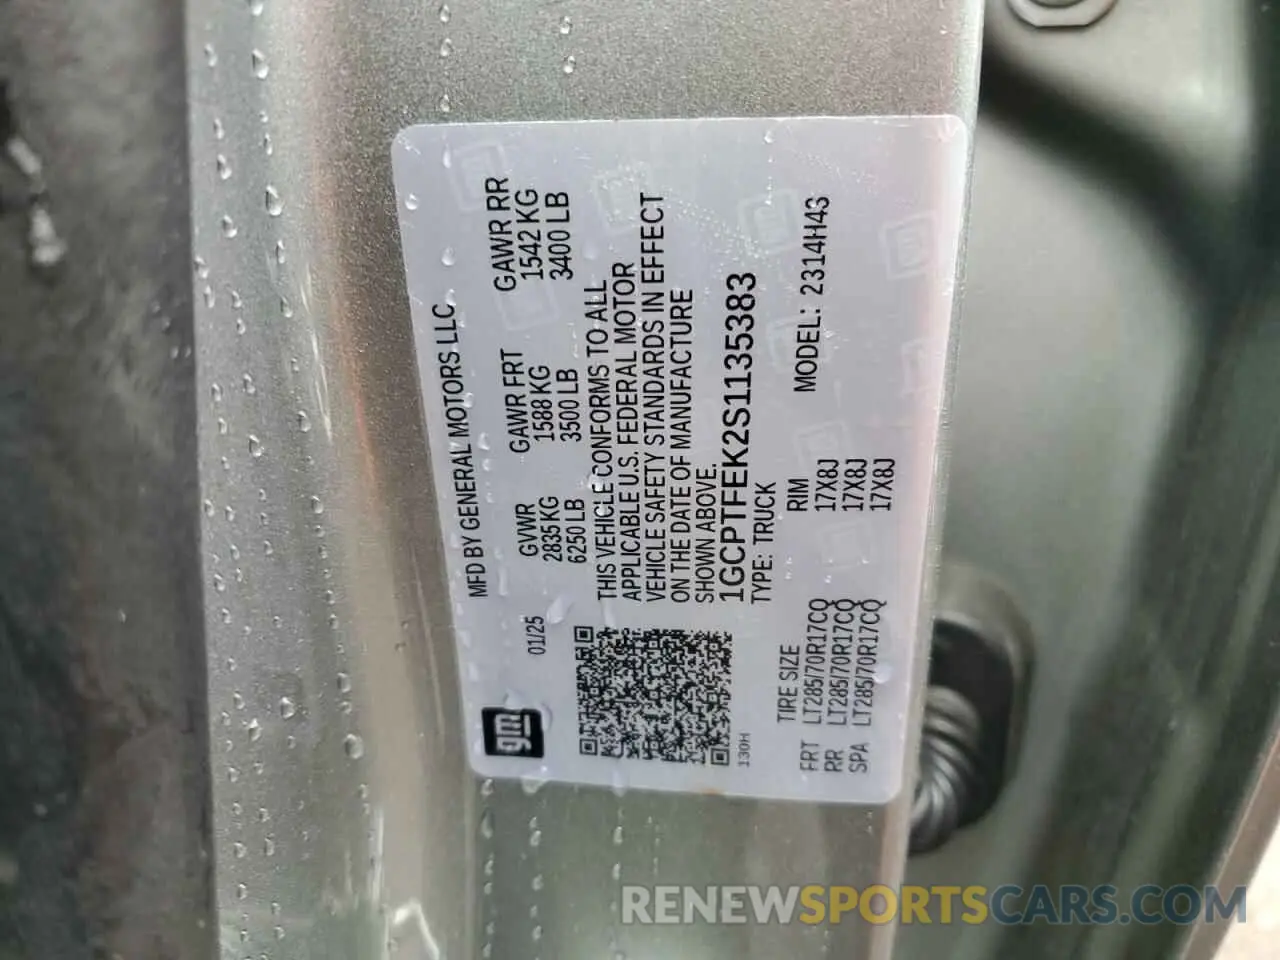 MFD BY GENERAL MOTORS LLC
gm
01/25
GVWR
2835 KG
6250 LB
GAWR FRT
1588 KG
3500 LB
GAWR RR
1542 KG
3400 LB
THIS VEHICLE CONFORMS TO ALL
APPLICABLE U.S. FEDERAL MOTOR
VEHICLE SAFETY STANDARDS IN EFFECT
ON THE DATE OF MANUFACTURE
SHOWN ABOVE.
1GCPTFEK2S1135383
TYPE: TRUCK
MODEL: 2314H43
130H
TIRE SIZE RIM
FRT LT285/70R17CQ 17X8J
RR LT285/70R17CQ 17X8J
SPA LT285/70R17CQ 17X8J
RENEWSPORTSCARS.COM